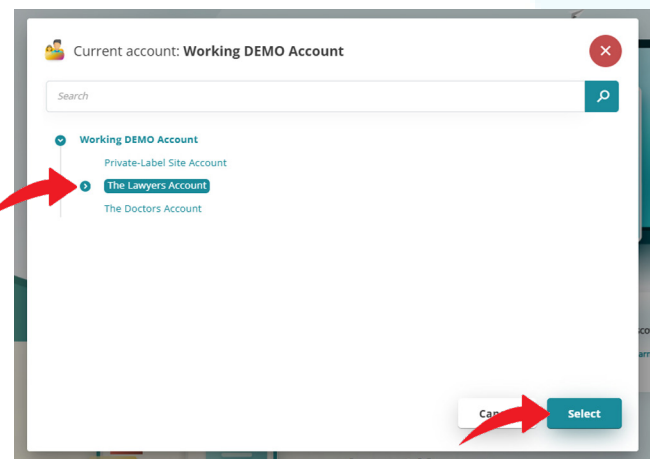 Current account: Working DEMO Account
Search
Working DEMO Account
Private-Label Site Account
The Lawyers Account
The Doctors Account
Select